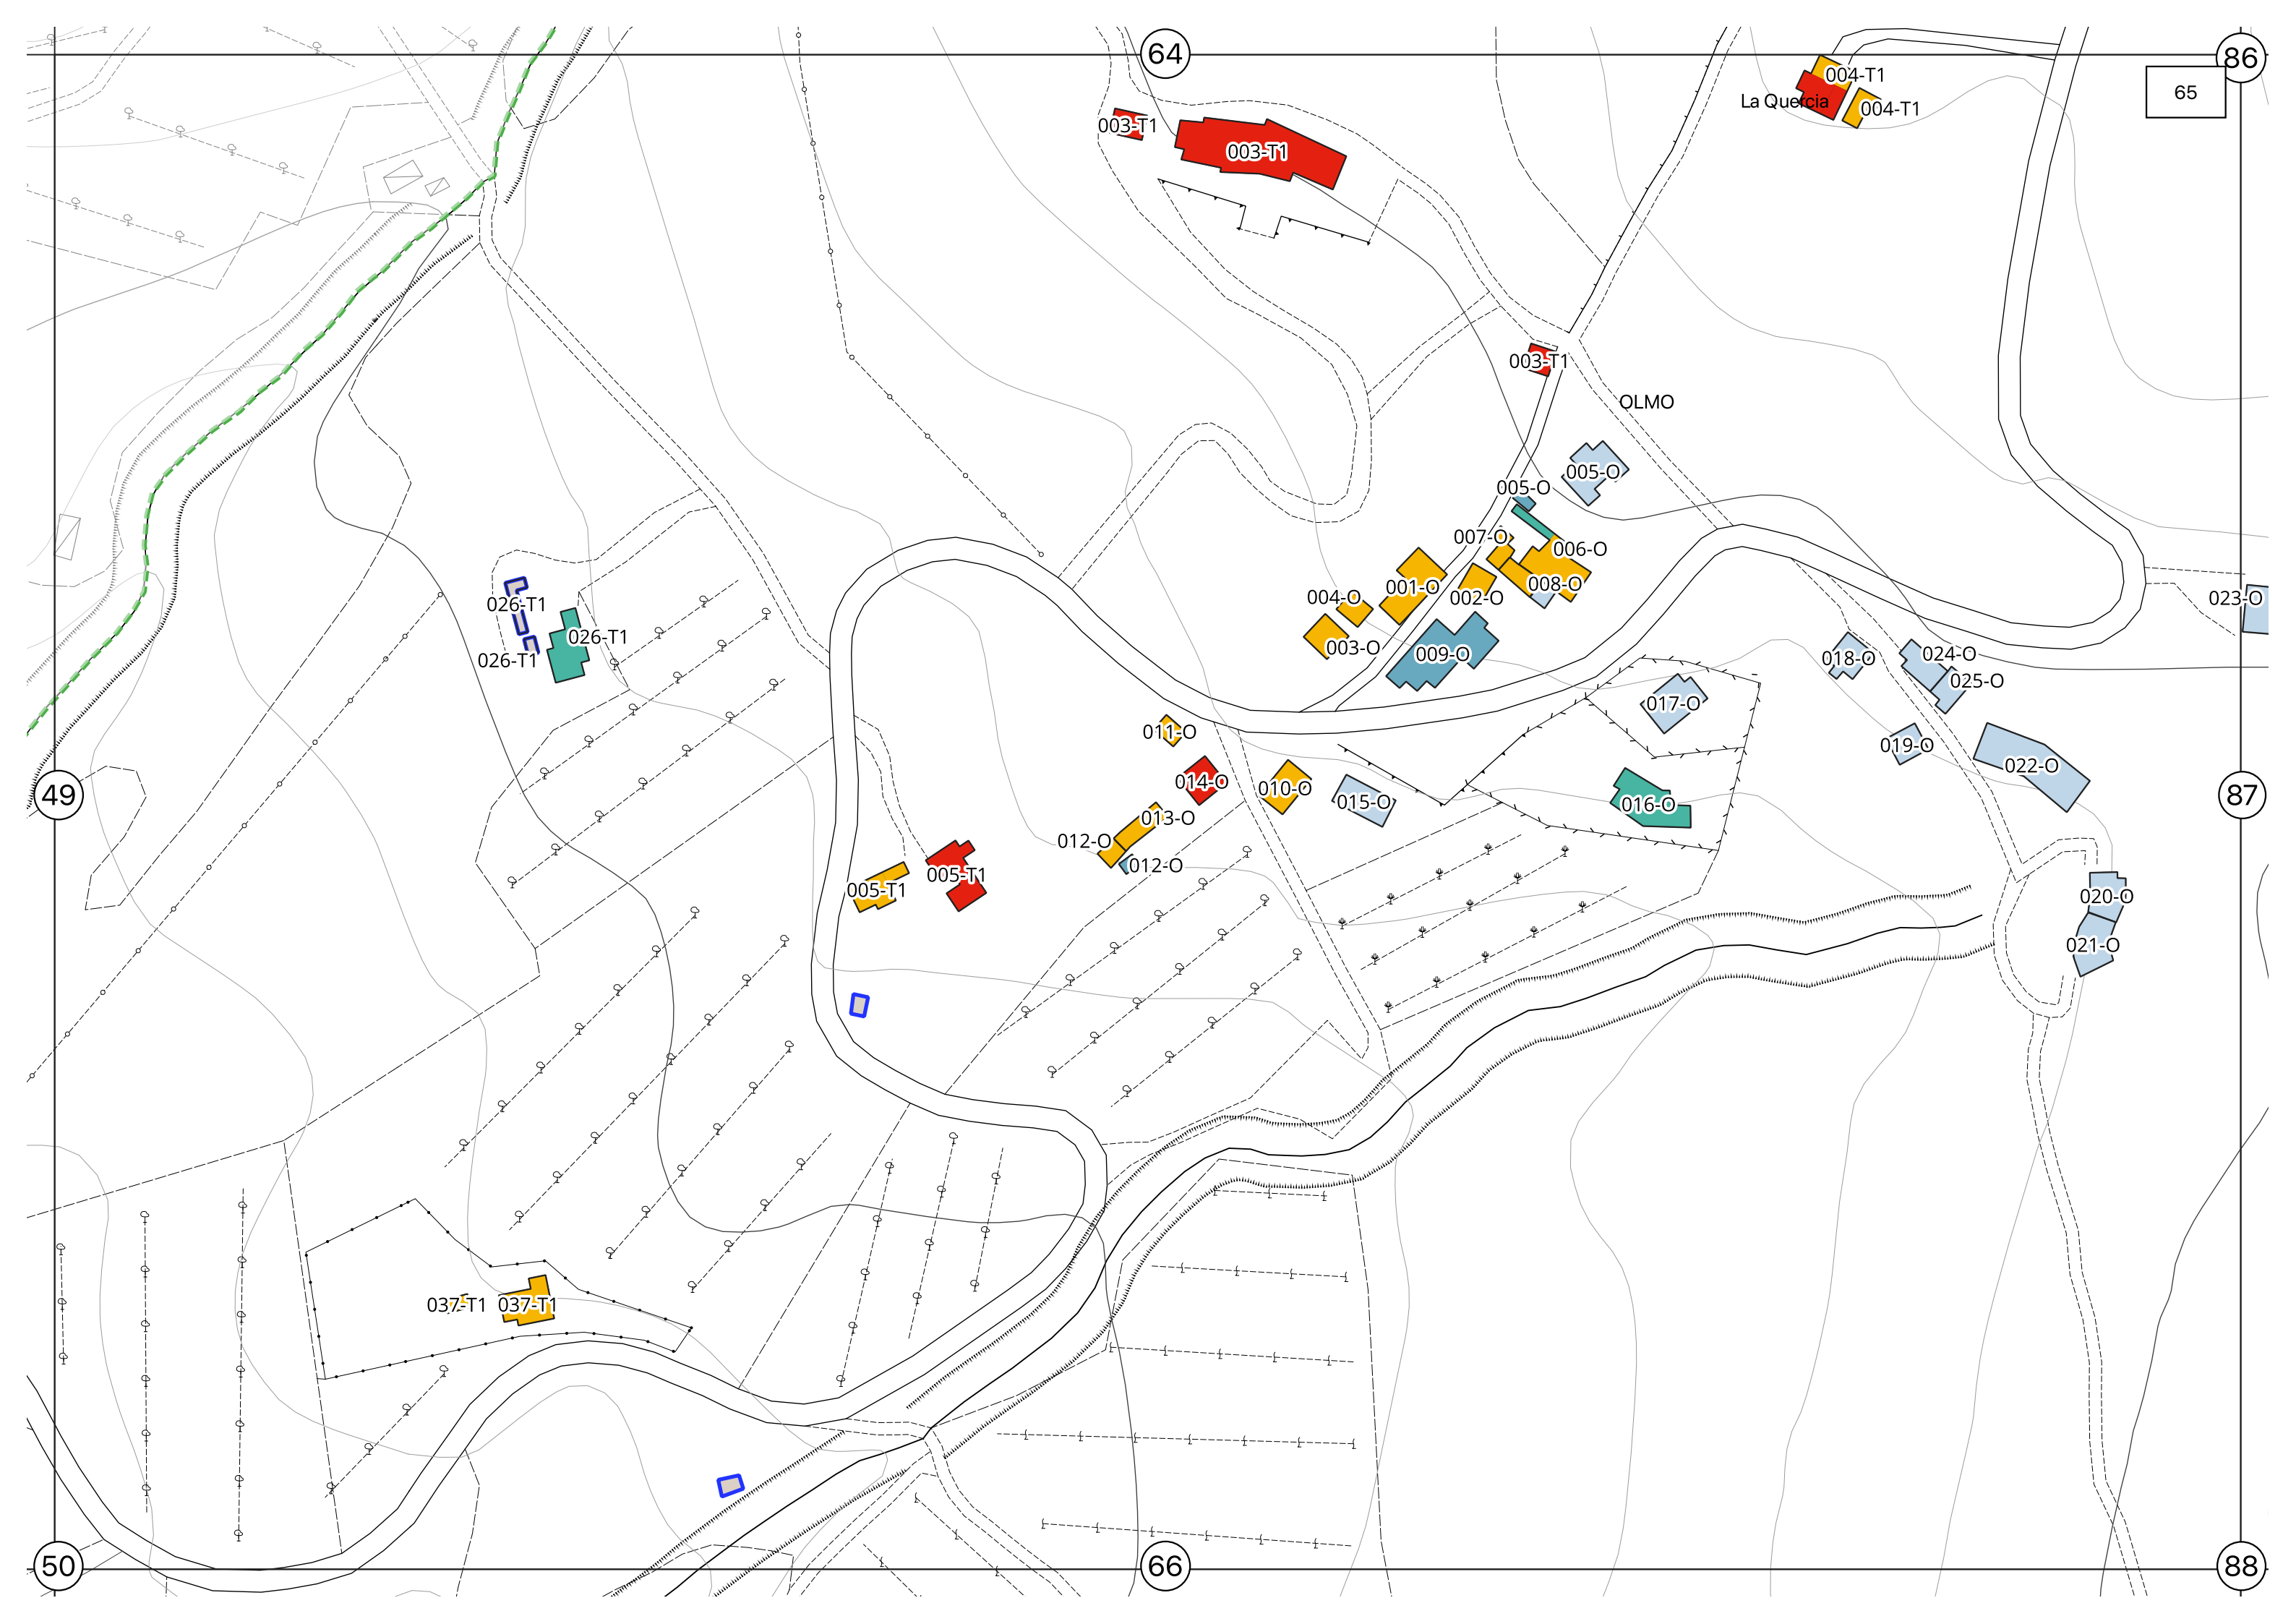 64
86
65
004-T1
La Quercia
004-T1
003-T1
003-T1
003-T1
OLMO
005-O
005-O
007-O
006-O
008-O
001-O
002-O
004-O
003-O
009-O
023-O
026-T1
026-T1
026-T1
018-O
024-O
025-O
017-O
011-O
019-O
022-O
014-O
010-O
015-O
016-O
49
87
013-O
012-O
012-O
005-T1
005-T1
020-O
021-O
037-T1
037-T1
50
66
88